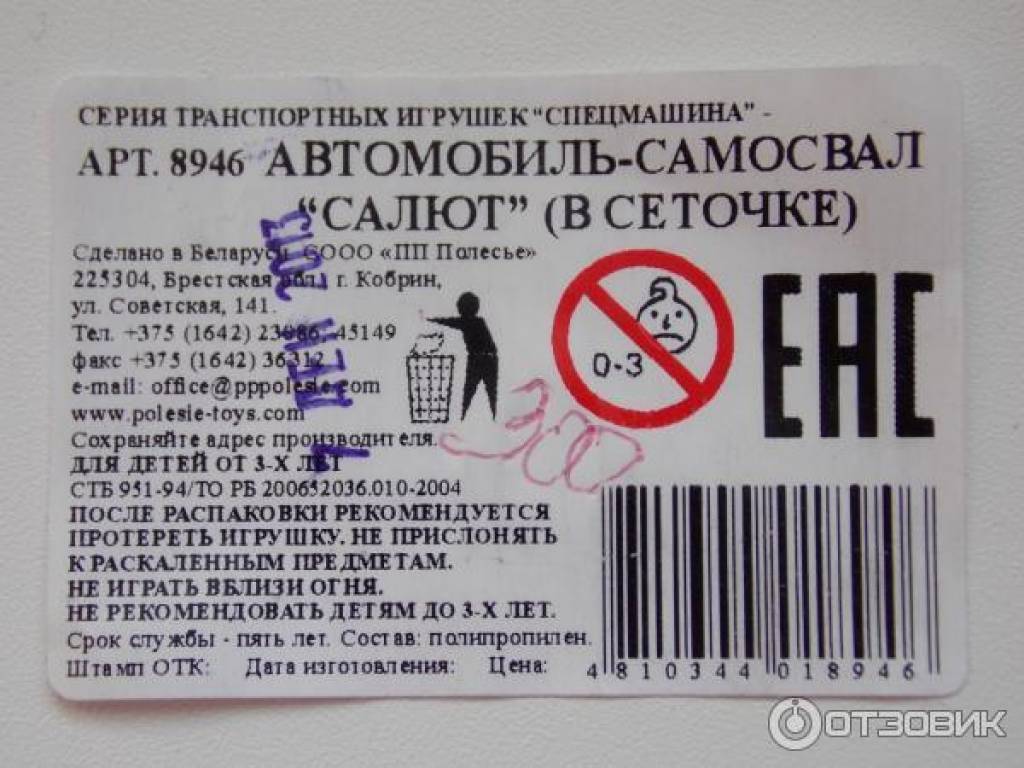 СЕРИЯ ТРАНСПОРТНЫХ ИГРУШЕК "СПЕЦМАШИНА" -
АРТ. 8946 АВТОМОБИЛЬ-САМОСВАЛ
"САЛЮТ" (В СЕТОЧКЕ)
Сделано в Беларуси, СООО «ПП Полесье»
225304, Брестская обл., г. Кобрин,
ул. Советская, 141.
Тел. +375 (1642) 23086, 45149
факс +375 (1642) 36312
e-mail: office@pppolesie.com
www.polesie-toys.com
Сохраняйте адрес производителя.
ДЛЯ ДЕТЕЙ ОТ 3-Х ЛЕТ
СТБ 951-94/ТО РБ 200652036.010-2004
ПОСЛЕ РАСПАКОВКИ РЕКОМЕНДУЕТСЯ
ПРОТЕРЕТЬ ИГРУШКУ. НЕ ПРИСЛОНЯТЬ
К РАСКАЛЕННЫМ ПРЕДМЕТАМ.
НЕ ИГРАТЬ ВБЛИЗИ ОГНЯ.
НЕ РЕКОМЕНДОВАТЬ ДЕТЯМ ДО 3-Х ЛЕТ.
Срок службы - пять лет. Состав: полипропилен.
Штамп ОТК: Дата изготовления: Цена:
0-3
EAC
300
2013
4 810344 018946
ОТЗОВИК